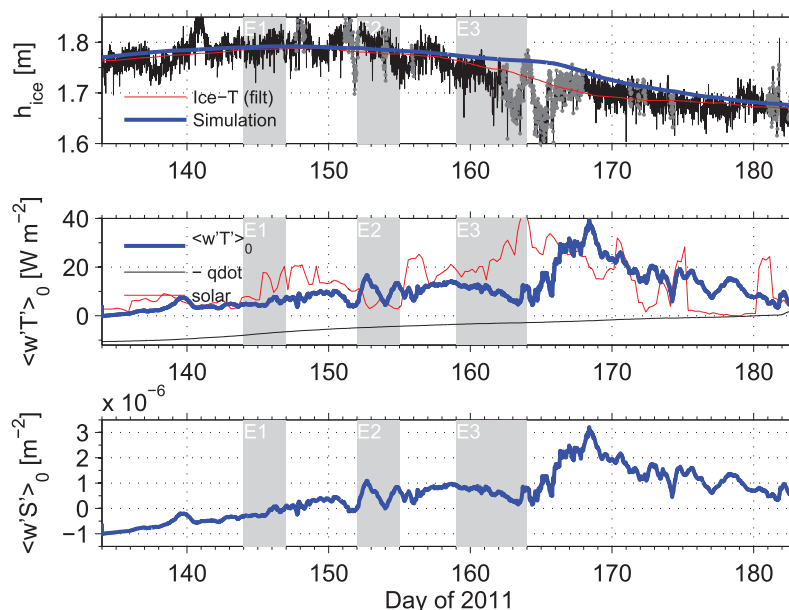 E1 E2 E3
1.8
1.7
1.6
h_ice [m]
Ice−T (filt)
Simulation
140 150 160 170 180
E1 E2 E3
40
20
0
<w'T'>_0 [W m^-2]
<w'T'>_0
− qdot
solar
140 150 160 170 180
x 10^-6
E1 E2 E3
3
2
1
0
−1
<w'S'>_0 [m^-2]
140 150 160 170 180
Day of 2011